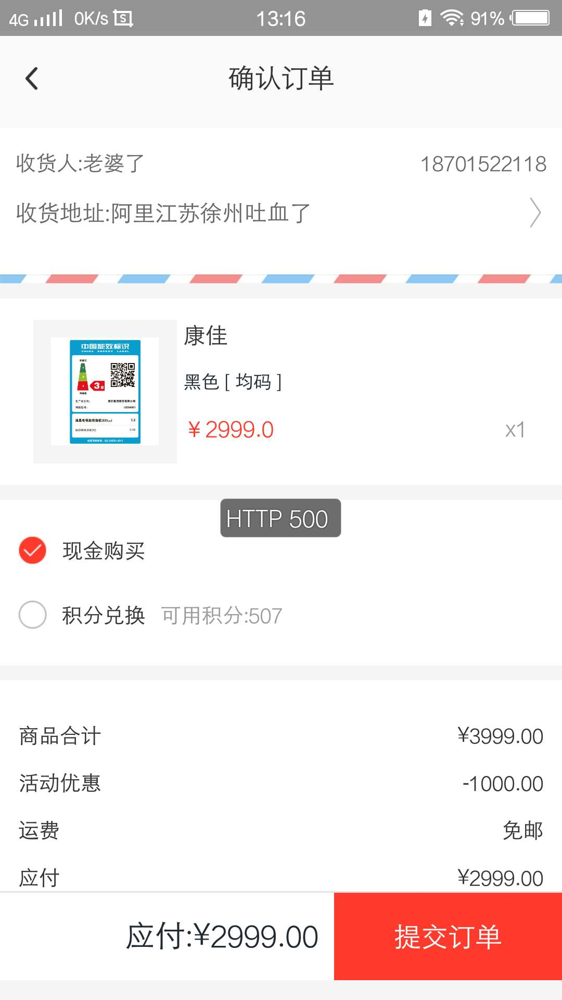 4G 0K/s S 13:16 91%
确认订单
收货人:老婆了 18701522118
收货地址:阿里江苏徐州吐血了
中国能效标识
CHINA ENERGY LABEL
康佳
3级
黑色 [ 均码 ]
¥2999.0 x1
HTTP 500
现金购买
积分兑换 可用积分:507
商品合计 ¥3999.00
活动优惠 -1000.00
运费 免邮
应付 ¥2999.00
应付:¥2999.00 提交订单